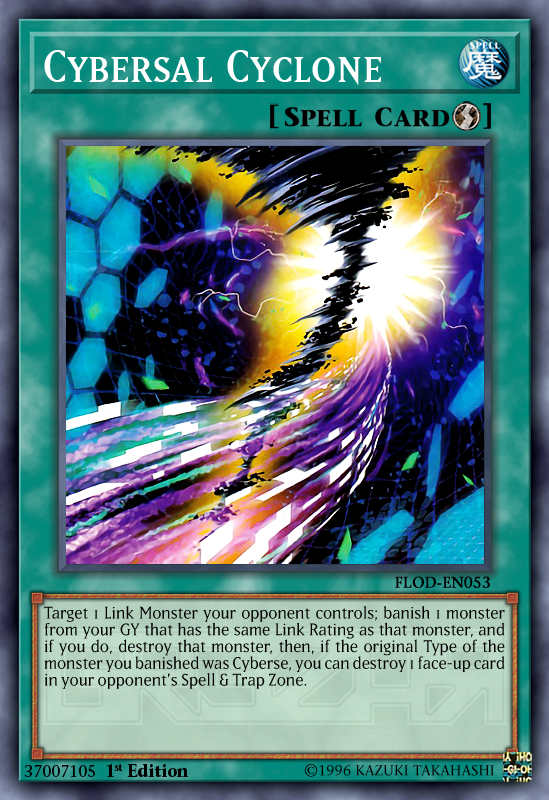 CYBERSAL CYCLONE
SPELL
魔
[SPELL CARD]
FLOD-EN053
Target 1 Link Monster your opponent controls; banish 1 monster
from your GY that has the same Link Rating as that monster, and
if you do, destroy that monster, then, if the original Type of the
monster you banished was Cyberse, you can destroy 1 face-up card
in your opponent's Spell & Trap Zone.
37007105 1st Edition ©1996 KAZUKI TAKAHASHI